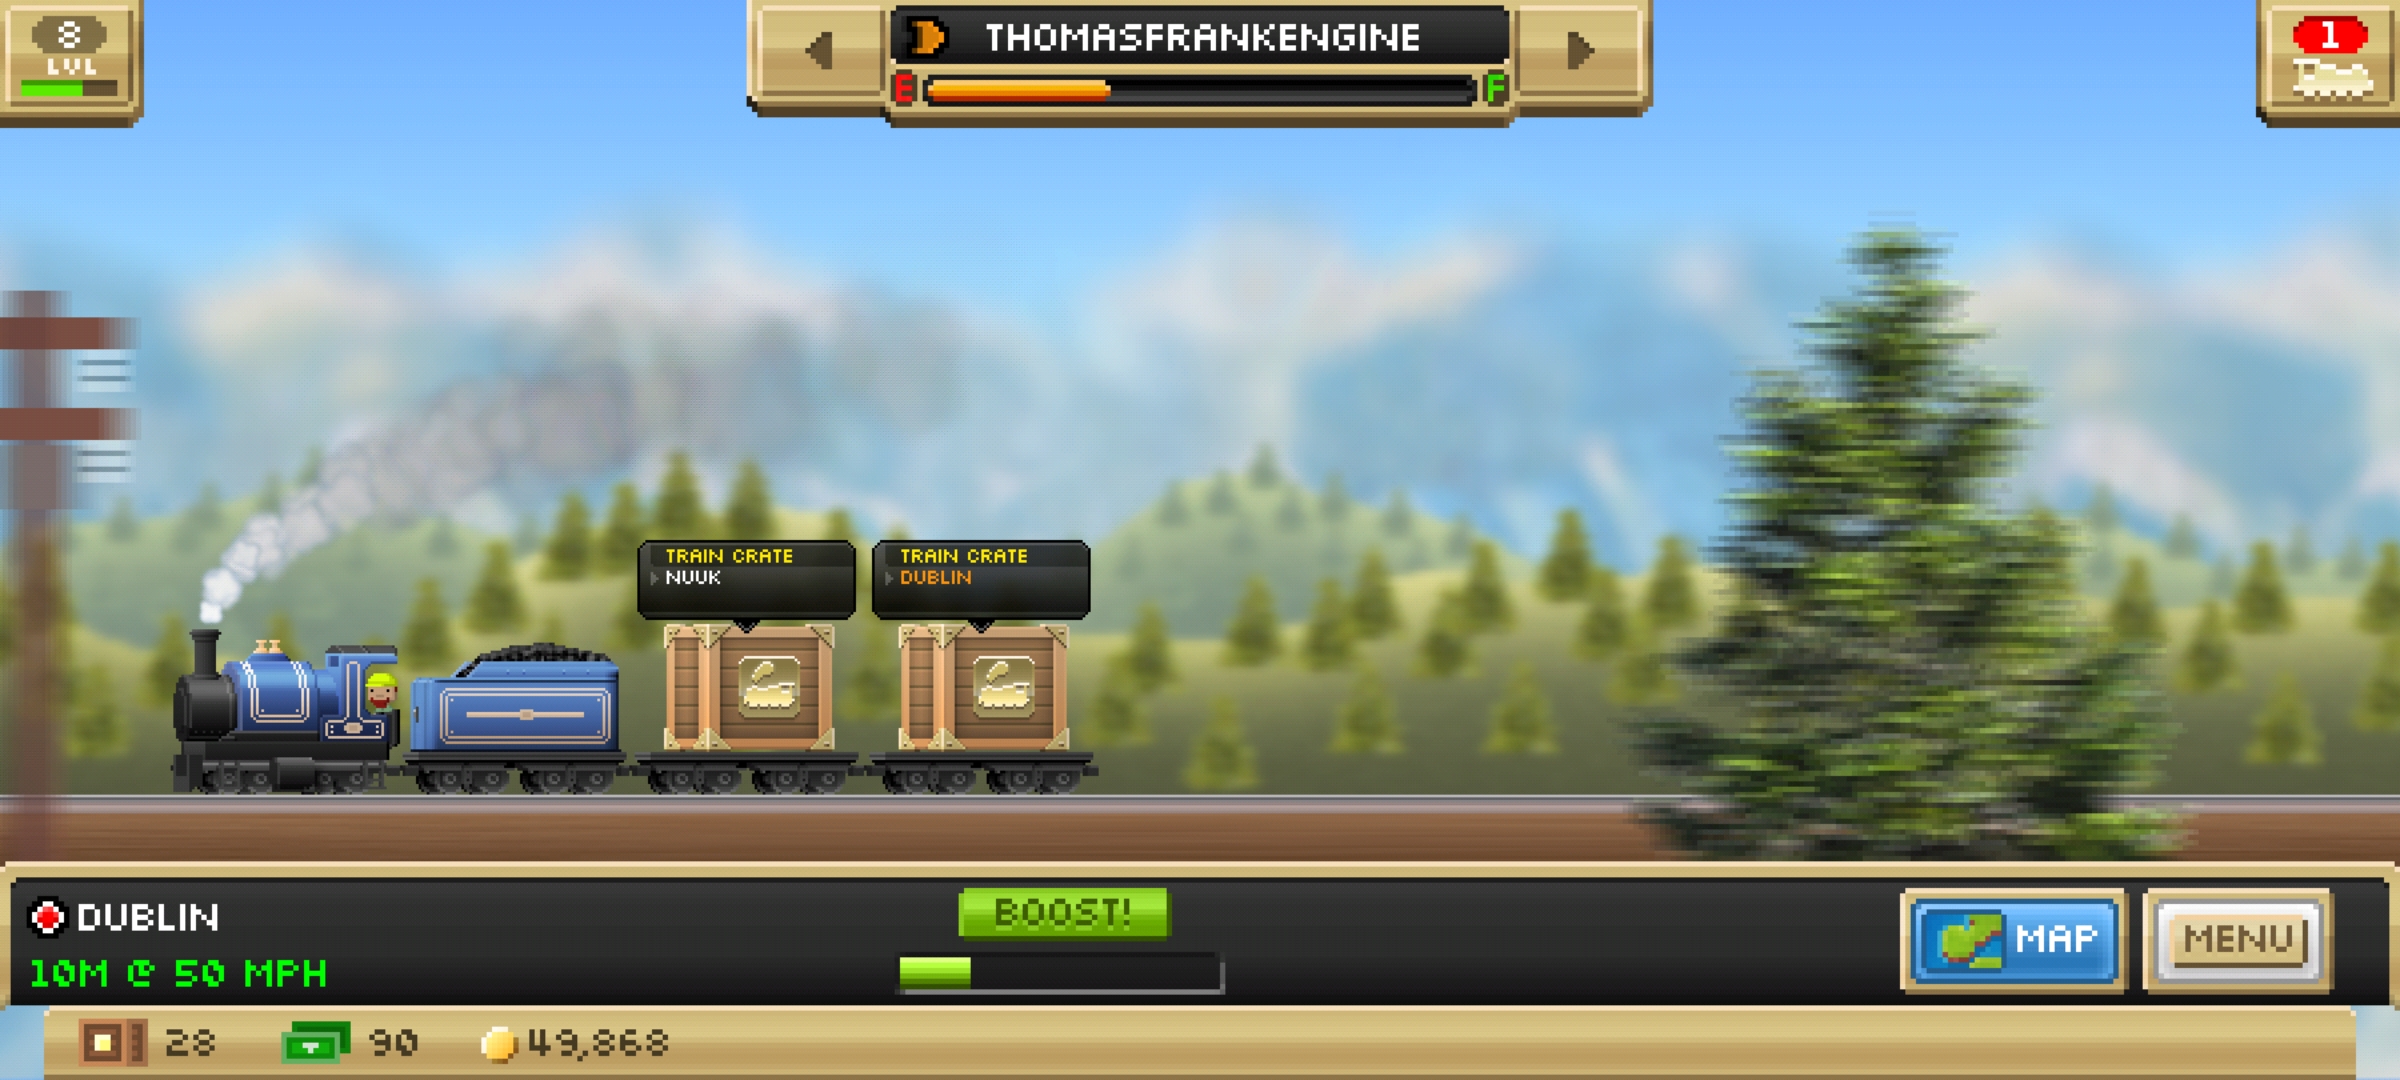 8
LVL
THOMASFRANKENGINE
E
F
1
TRAIN CRATE
NUUK
TRAIN CRATE
DUBLIN
DUBLIN
10M @ 50 MPH
BOOST!
MAP
MENU
28
90
49,868